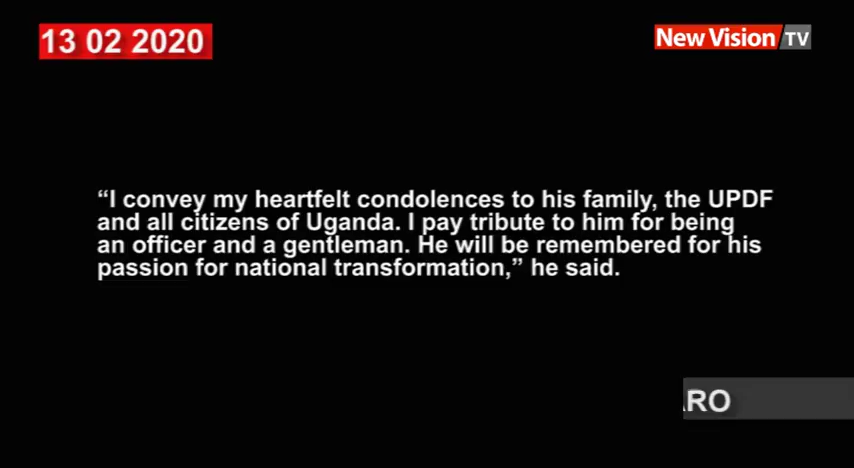 13 02 2020
New Vision TV
“I convey my heartfelt condolences to his family, the UPDF
and all citizens of Uganda. I pay tribute to him for being
an officer and a gentleman. He will be remembered for his
passion for national transformation,” he said.
RO